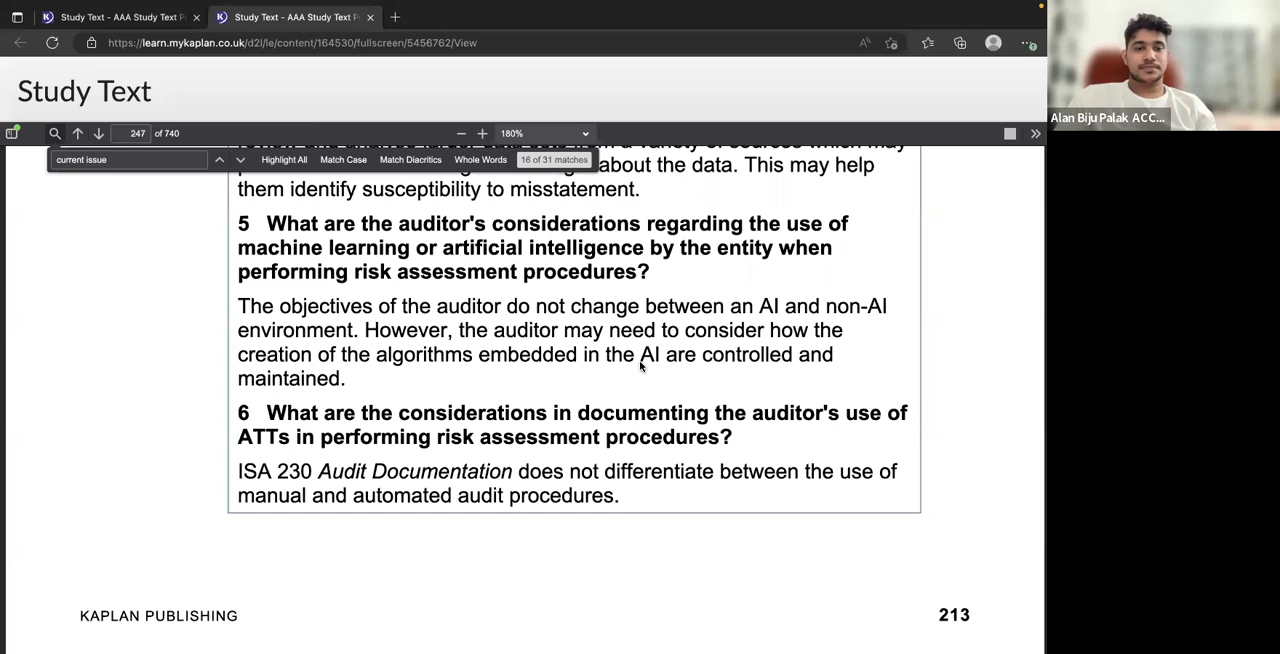 Study Text - AAA Study Text P
Study Text - AAA Study Text P
https://learn.mykaplan.co.uk/d2l/le/content/164530/fullscreen/5456762/View
Study Text
247 of 740
180%
current issue
Highlight All
Match Case
Match Diacritics
Whole Words
16 of 31 matches
from a variety of sources which may
about the data. This may help
them identify susceptibility to misstatement.
5 What are the auditor's considerations regarding the use of
machine learning or artificial intelligence by the entity when
performing risk assessment procedures?
The objectives of the auditor do not change between an AI and non-AI
environment. However, the auditor may need to consider how the
creation of the algorithms embedded in the AI are controlled and
maintained.
6 What are the considerations in documenting the auditor's use of
ATTs in performing risk assessment procedures?
ISA 230 Audit Documentation does not differentiate between the use of
manual and automated audit procedures.
KAPLAN PUBLISHING
213
Alan Biju Palak ACC...